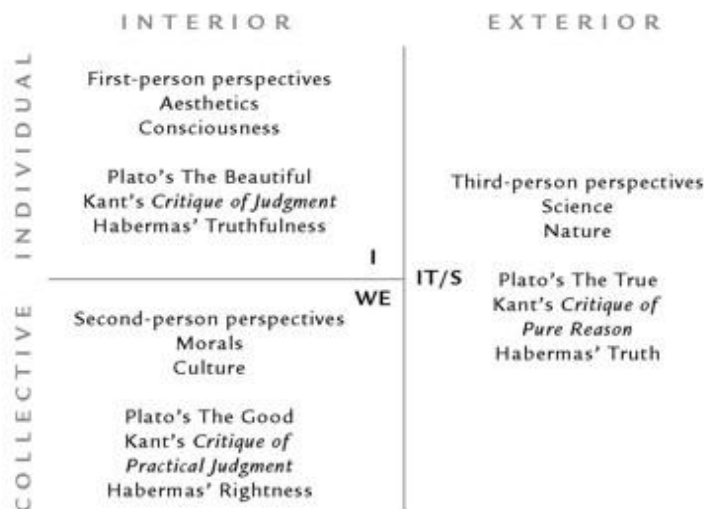 INTERIOR
EXTERIOR
INDIVIDUAL
First-person perspectives
Aesthetics
Consciousness
Plato's The Beautiful
Kant's Critique of Judgment
Habermas' Truthfulness
I
COLLECTIVE
WE
Second-person perspectives
Morals
Culture
Plato's The Good
Kant's Critique of
Practical Judgment
Habermas' Rightness
IT/S
Third-person perspectives
Science
Nature
Plato's The True
Kant's Critique of
Pure Reason
Habermas' Truth